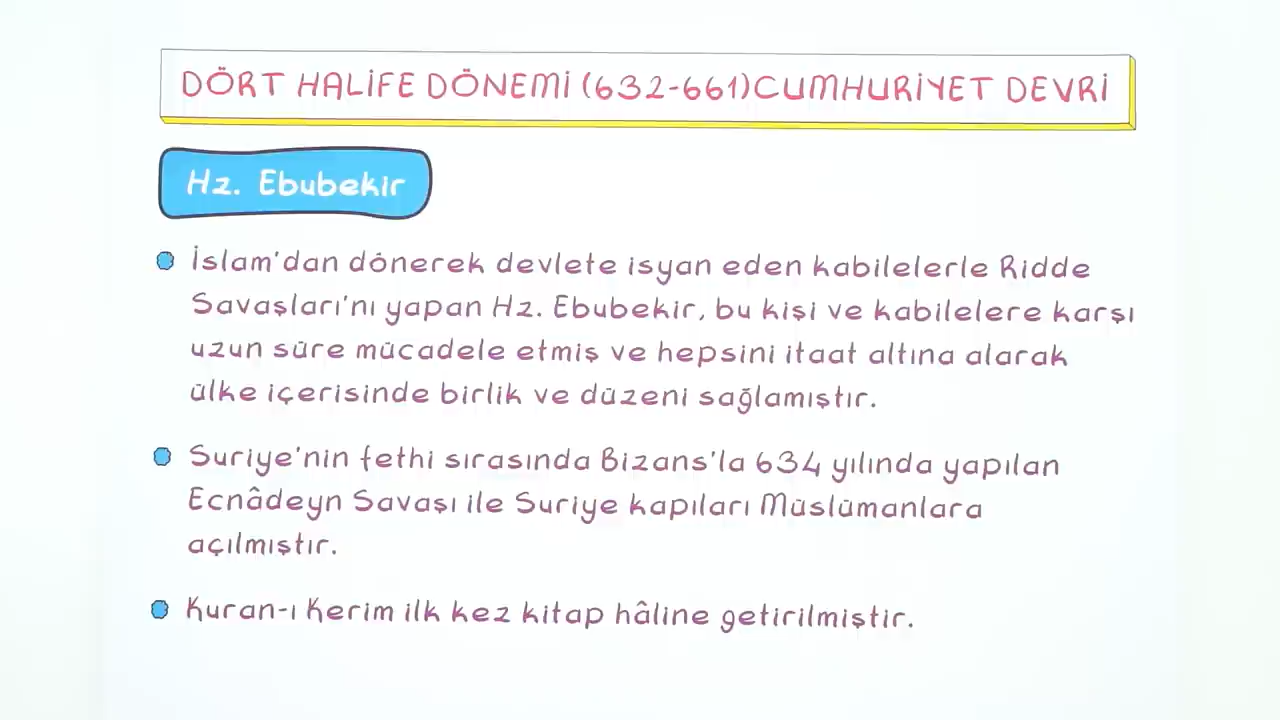 DÖRT HALİFE DÖNEMİ (632-661)CUMHURİYET DEVRİ
Hz. Ebubekir
İslam'dan dönerek devlete isyan eden kabilelerle Ridde
Savaşları'nı yapan Hz. Ebubekir, bu kişi ve kabilelere karşı
uzun süre mücadele etmiş ve hepsini itaat altına alarak
ülke içerisinde birlik ve düzeni sağlamıştır.
Suriye'nin fethi sırasında Bizans'la 634 yılında yapılan
Ecnâdeyn Savaşı ile Suriye kapıları Müslümanlara
açılmıştır.
Kuran-ı Kerim ilk kez kitap hâline getirilmiştir.